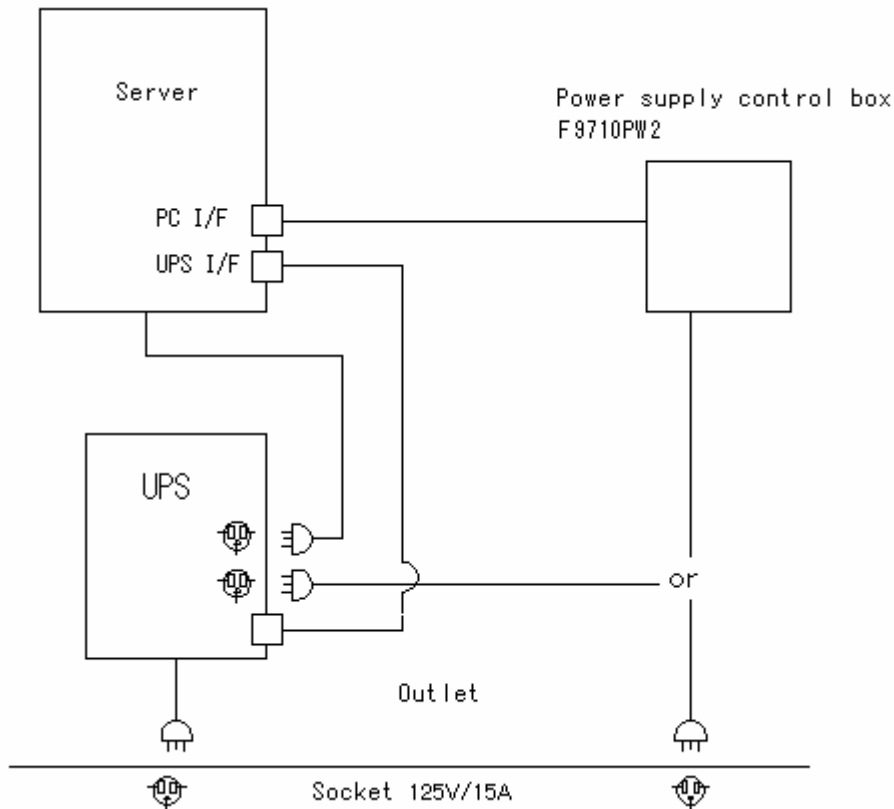 Server
Power supply control box
F9710PW2
PC I/F
UPS I/F
UPS
or
Outlet
Socket 125V/15A